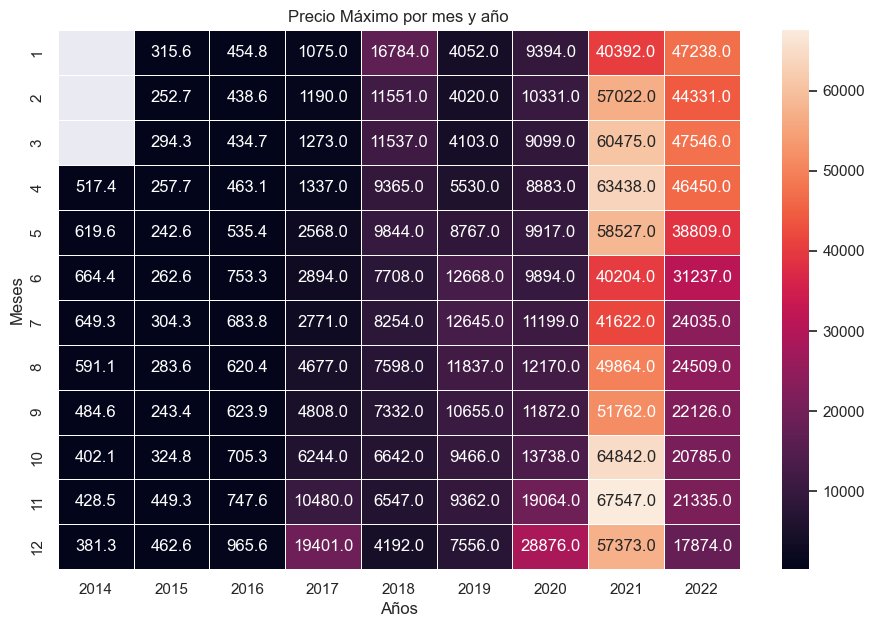 Precio Máximo por mes y año
Meses
1 315.6 454.8 1075.0 16784.0 4052.0 9394.0 40392.0 47238.0
2 252.7 438.6 1190.0 11551.0 4020.0 10331.0 57022.0 44331.0
3 294.3 434.7 1273.0 11537.0 4103.0 9099.0 60475.0 47546.0
4 517.4 257.7 463.1 1337.0 9365.0 5530.0 8883.0 63438.0 46450.0
5 619.6 242.6 535.4 2568.0 9844.0 8767.0 9917.0 58527.0 38809.0
6 664.4 262.6 753.3 2894.0 7708.0 12668.0 9894.0 40204.0 31237.0
7 649.3 304.3 683.8 2771.0 8254.0 12645.0 11199.0 41622.0 24035.0
8 591.1 283.6 620.4 4677.0 7598.0 11837.0 12170.0 49864.0 24509.0
9 484.6 243.4 623.9 4808.0 7332.0 10655.0 11872.0 51762.0 22126.0
10 402.1 324.8 705.3 6244.0 6642.0 9466.0 13738.0 64842.0 20785.0
11 428.5 449.3 747.6 10480.0 6547.0 9362.0 19064.0 67547.0 21335.0
12 381.3 462.6 965.6 19401.0 4192.0 7556.0 28876.0 57373.0 17874.0
2014 2015 2016 2017 2018 2019 2020 2021 2022
Años
60000
50000
40000
30000
20000
10000